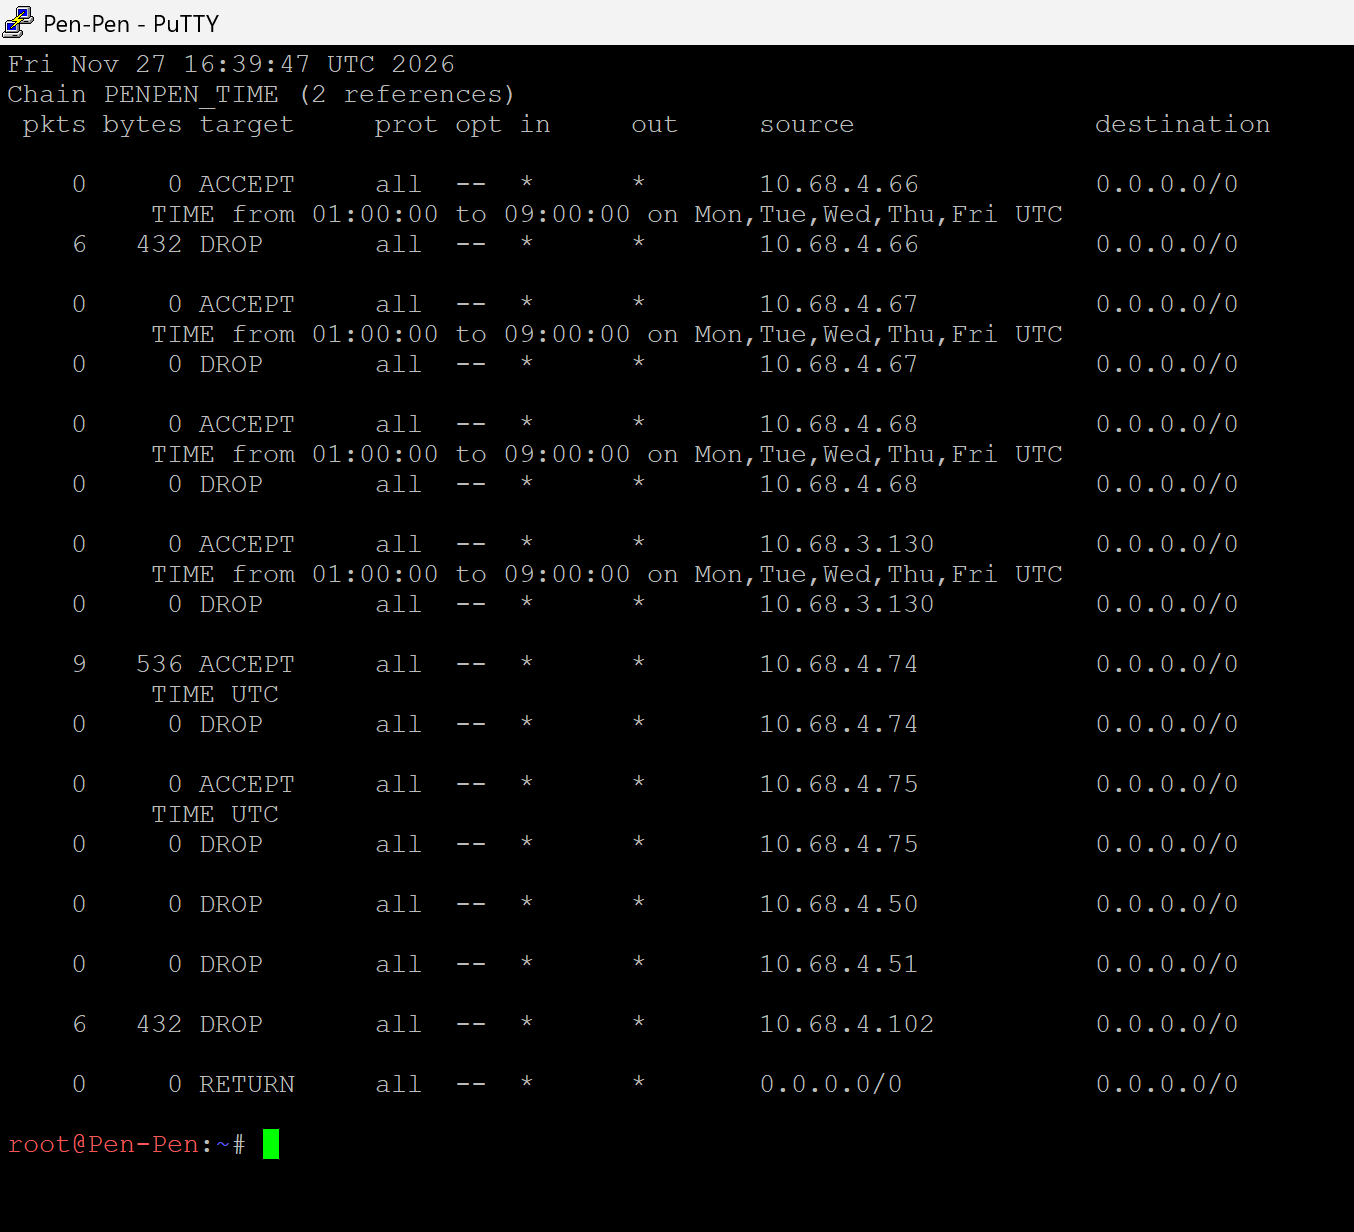 Pen-Pen - PuTTY
Fri Nov 27 16:39:47 UTC 2026
Chain PENPEN_TIME (2 references)
 pkts bytes target     prot opt in     out     source               destination
    0     0 ACCEPT     all  --  *      *       10.68.4.66           0.0.0.0/0
         TIME from 01:00:00 to 09:00:00 on Mon,Tue,Wed,Thu,Fri UTC
    6   432 DROP       all  --  *      *       10.68.4.66           0.0.0.0/0
    0     0 ACCEPT     all  --  *      *       10.68.4.67           0.0.0.0/0
         TIME from 01:00:00 to 09:00:00 on Mon,Tue,Wed,Thu,Fri UTC
    0     0 DROP       all  --  *      *       10.68.4.67           0.0.0.0/0
    0     0 ACCEPT     all  --  *      *       10.68.4.68           0.0.0.0/0
         TIME from 01:00:00 to 09:00:00 on Mon,Tue,Wed,Thu,Fri UTC
    0     0 DROP       all  --  *      *       10.68.4.68           0.0.0.0/0
    0     0 ACCEPT     all  --  *      *       10.68.3.130          0.0.0.0/0
         TIME from 01:00:00 to 09:00:00 on Mon,Tue,Wed,Thu,Fri UTC
    0     0 DROP       all  --  *      *       10.68.3.130          0.0.0.0/0
    9   536 ACCEPT     all  --  *      *       10.68.4.74           0.0.0.0/0
         TIME UTC
    0     0 DROP       all  --  *      *       10.68.4.74           0.0.0.0/0
    0     0 ACCEPT     all  --  *      *       10.68.4.75           0.0.0.0/0
         TIME UTC
    0     0 DROP       all  --  *      *       10.68.4.75           0.0.0.0/0
    0     0 DROP       all  --  *      *       10.68.4.50           0.0.0.0/0
    0     0 DROP       all  --  *      *       10.68.4.51           0.0.0.0/0
    6   432 DROP       all  --  *      *       10.68.4.102          0.0.0.0/0
    0     0 RETURN     all  --  *      *       0.0.0.0/0            0.0.0.0/0
root@Pen-Pen:~#